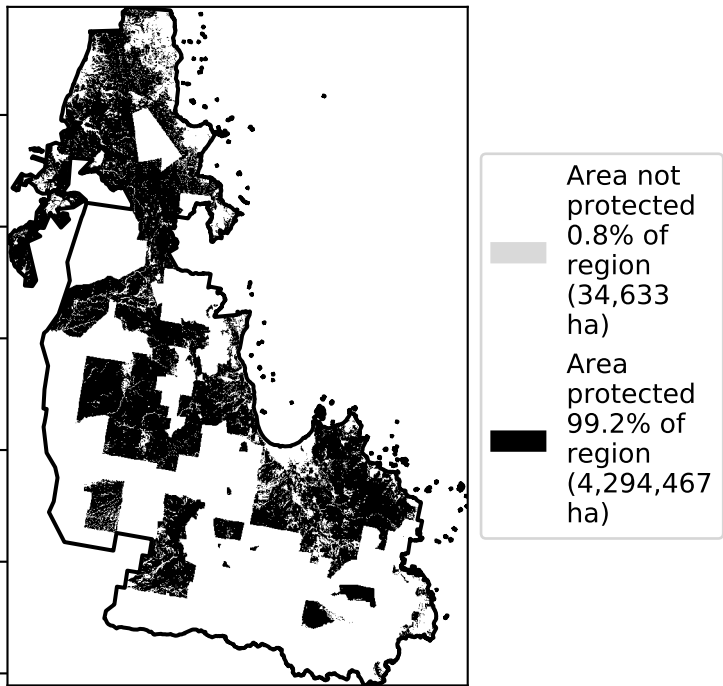 Area not
protected
0.8% of
region
(34,633
ha)
Area
protected
99.2% of
region
(4,294,467
ha)